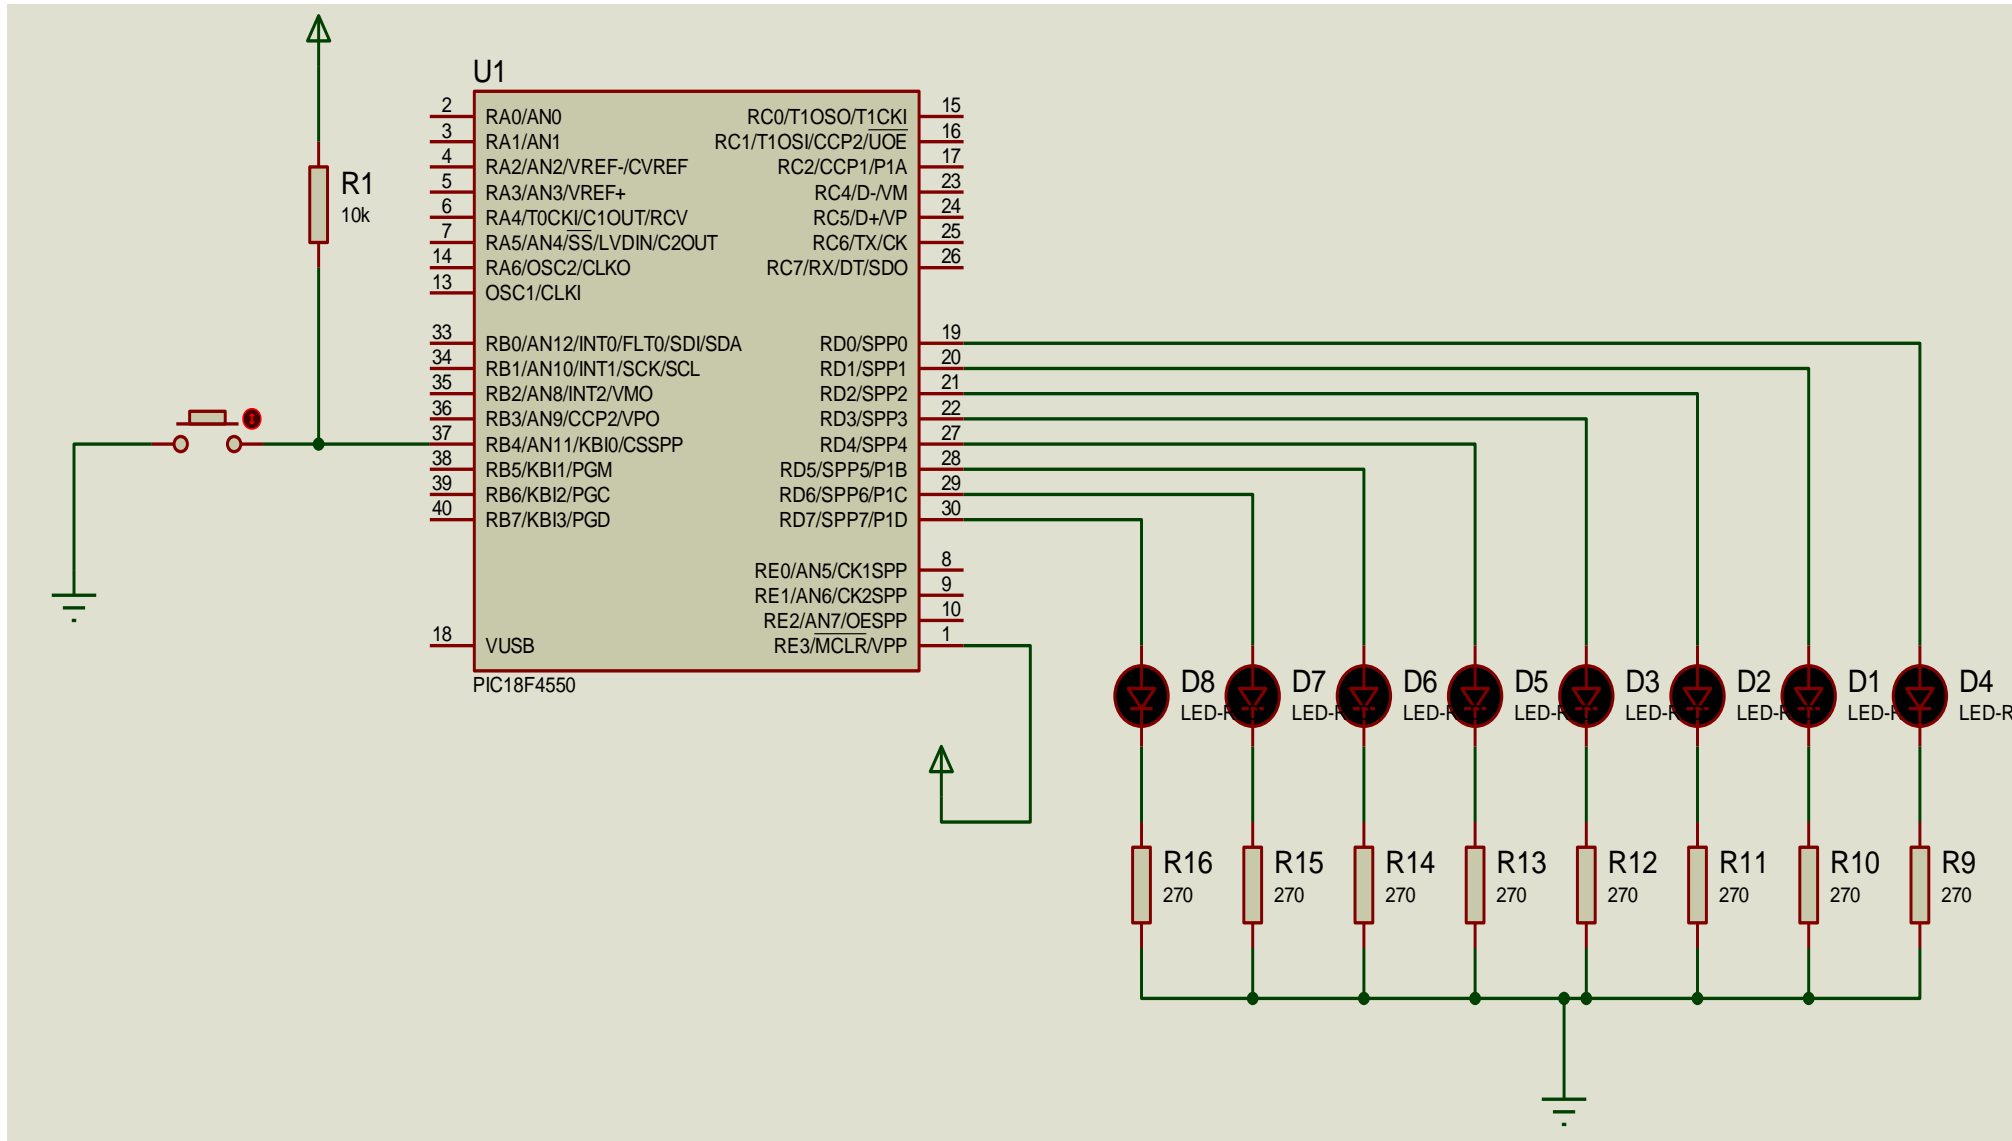 U1
2 RA0/AN0
3 RA1/AN1
4 RA2/AN2/VREF-/CVREF
5 RA3/AN3/VREF+
6 RA4/T0CKI/C1OUT/RCV
7 RA5/AN4/SS/LVDIN/C2OUT
14 RA6/OSC2/CLKO
13 OSC1/CLKI
33 RB0/AN12/INT0/FLT0/SDI/SDA
34 RB1/AN10/INT1/SCK/SCL
35 RB2/AN8/INT2/VMO
36 RB3/AN9/CCP2/VPO
37 RB4/AN11/KBI0/CSSPP
38 RB5/KBI1/PGM
39 RB6/KBI2/PGC
40 RB7/KBI3/PGD
18 VUSB
RC0/T1OSO/T1CKI 15
RC1/T1OSI/CCP2/UOE 16
RC2/CCP1/P1A 17
RC4/D-/VM 23
RC5/D+/VP 24
RC6/TX/CK 25
RC7/RX/DT/SDO 26
RD0/SPP0 19
RD1/SPP1 20
RD2/SPP2 21
RD3/SPP3 22
RD4/SPP4 27
RD5/SPP5/P1B 28
RD6/SPP6/P1C 29
RD7/SPP7/P1D 30
RE0/AN5/CK1SPP 8
RE1/AN6/CK2SPP 9
RE2/AN7/OESPP 10
RE3/MCLR/VPP 1
PIC18F4550
R1
10k
D8 D7 D6 D5 D3 D2 D1 D4
LED-R LED-R LED-R LED-R LED-R LED-R LED-R LED-R
R16 R15 R14 R13 R12 R11 R10 R9
270 270 270 270 270 270 270 270